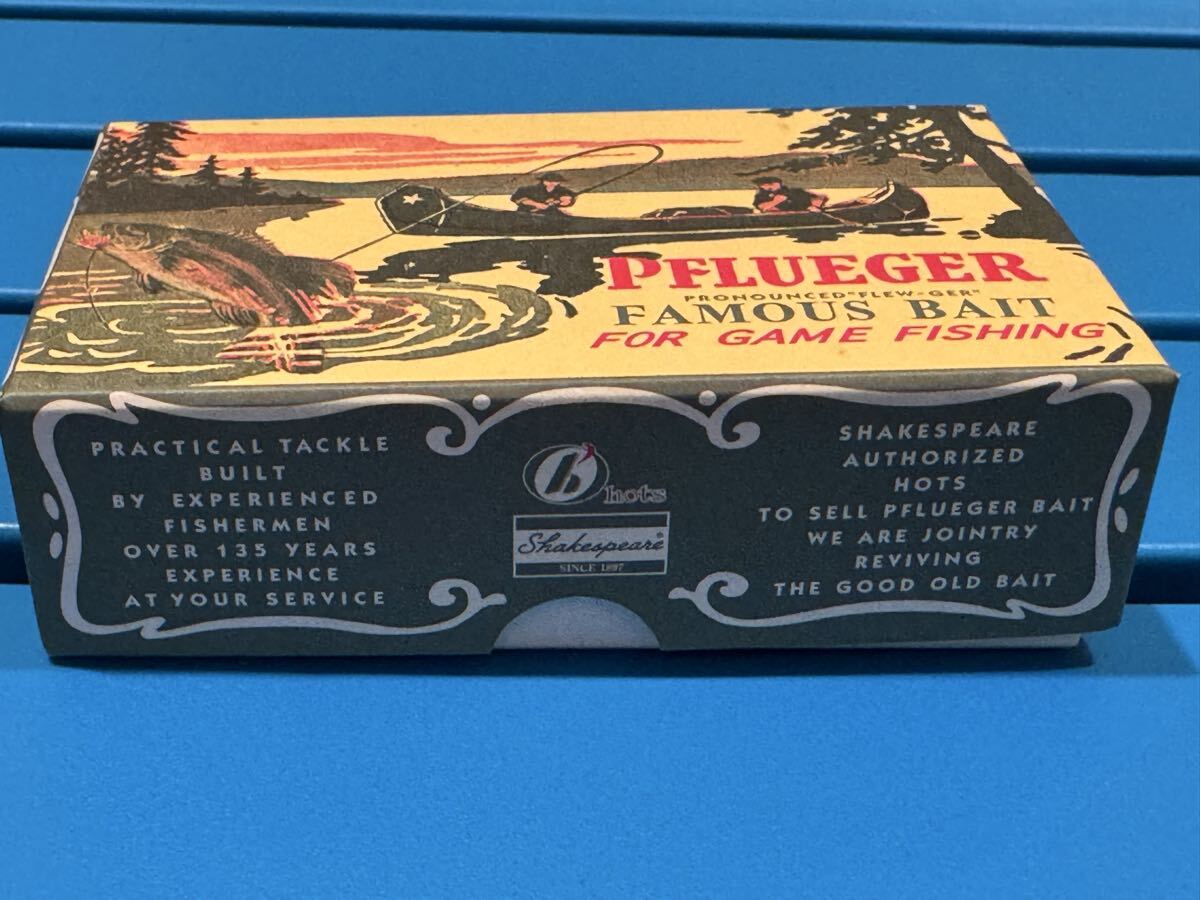 PFLUEGER
PRONOUNCED "FLEW-GER"
FAMOUS BAIT
FOR GAME FISHING
PRACTICAL TACKLE
BUILT
BY EXPERIENCED
FISHERMEN
OVER 135 YEARS
EXPERIENCE
AT YOUR SERVICE
hots
Shakespeare®
SINCE 1897
SHAKESPEARE
AUTHORIZED
HOTS
TO SELL PFLUEGER BAIT
WE ARE JOINTRY
REVIVING
THE GOOD OLD BAIT